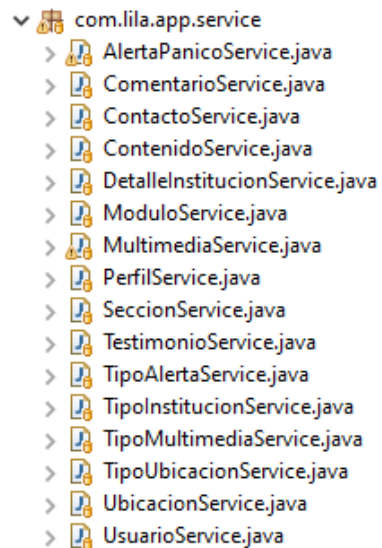 com.lila.app.service
AlertaPanicoService.java
ComentarioService.java
ContactoService.java
ContenidoService.java
DetalleInstitucionService.java
ModuloService.java
MultimediaService.java
PerfilService.java
SeccionService.java
TestimonioService.java
TipoAlertaService.java
TipoInstitucionService.java
TipoMultimediaService.java
TipoUbicacionService.java
UbicacionService.java
UsuarioService.java